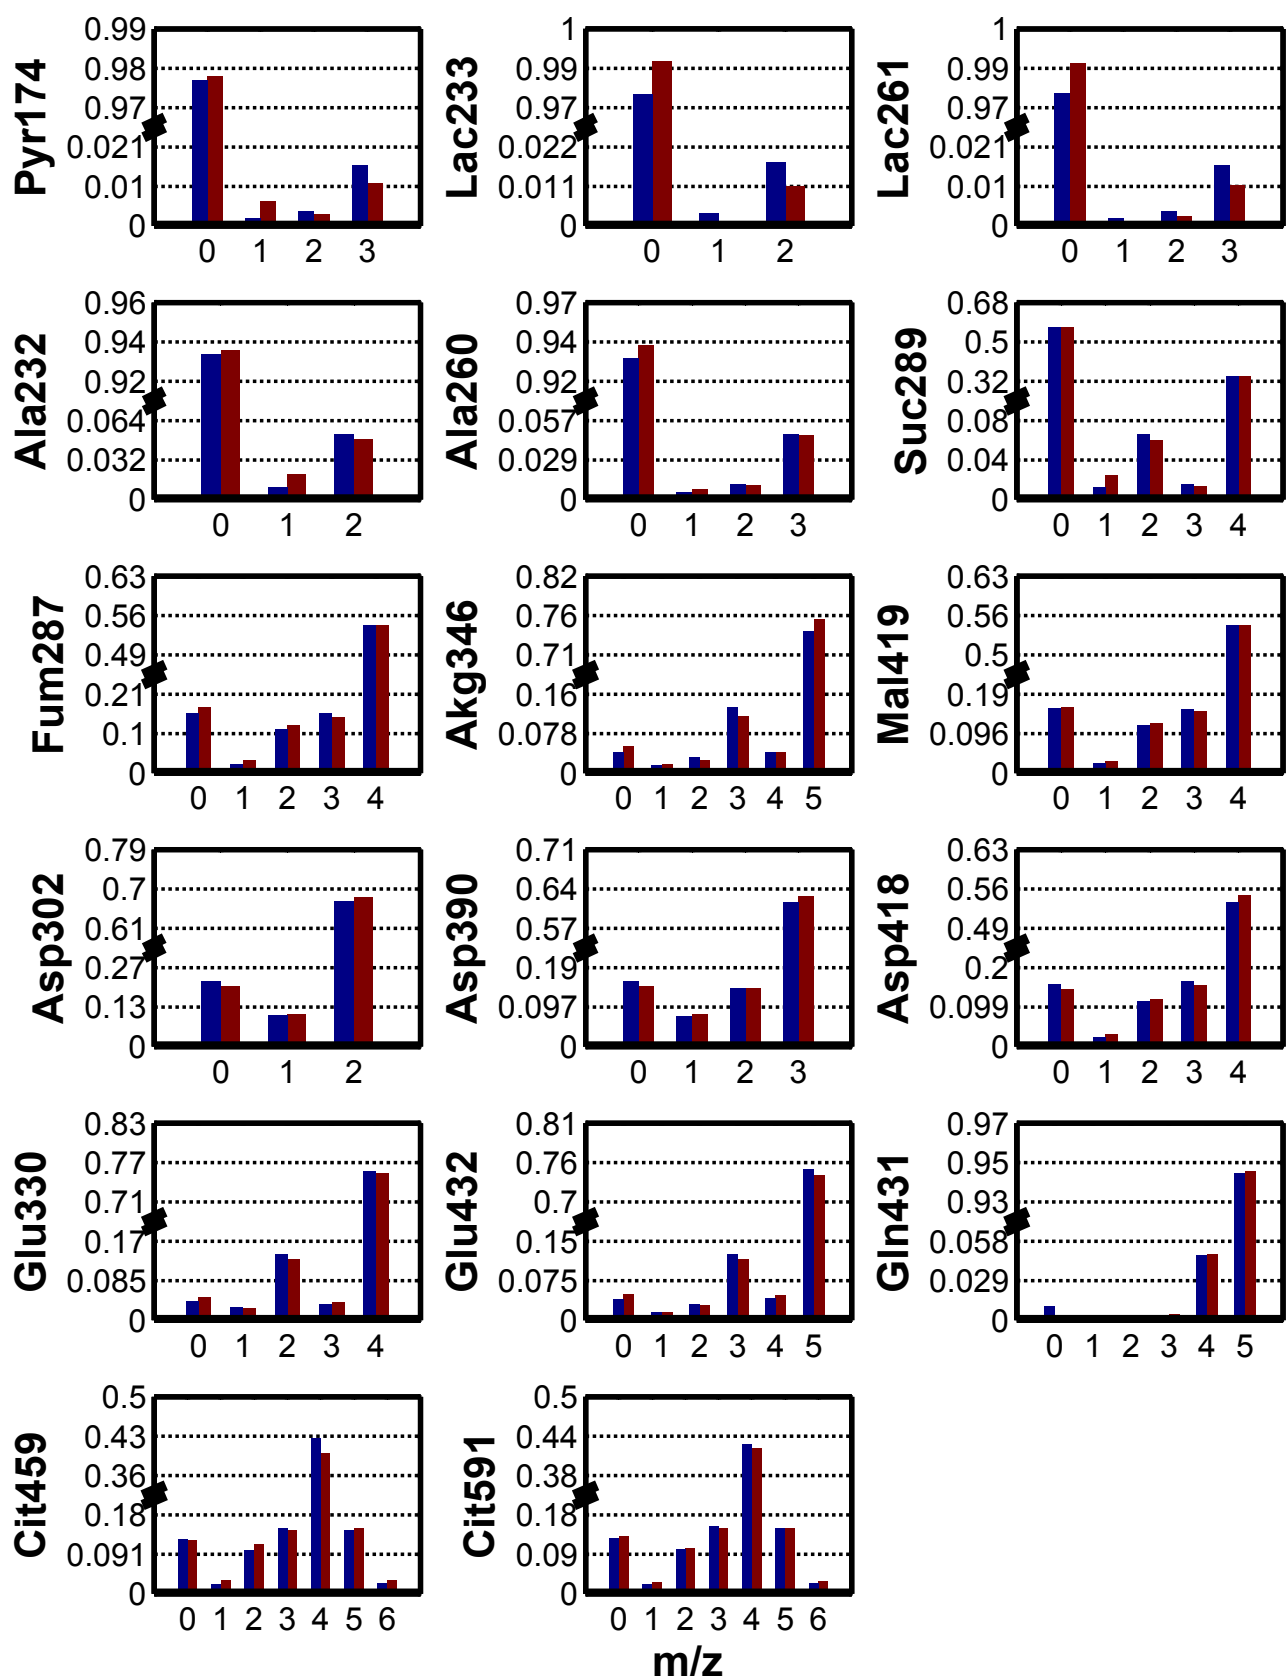 Pyr174
0.99
0.98
0.97
0.021
0.01
0
0 1 2 3
Lac233
1
0.99
0.97
0.022
0.011
0
0 1 2
Lac261
1
0.99
0.97
0.021
0.01
0
0 1 2 3
Ala232
0.96
0.94
0.92
0.064
0.032
0
0 1 2
Ala260
0.97
0.94
0.92
0.057
0.029
0
0 1 2 3
Suc289
0.68
0.5
0.32
0.08
0.04
0
0 1 2 3 4
Fum287
0.63
0.56
0.49
0.21
0.1
0
0 1 2 3 4
Akg346
0.82
0.76
0.71
0.16
0.078
0
0 1 2 3 4 5
Mal419
0.63
0.56
0.5
0.19
0.096
0
0 1 2 3 4
Asp302
0.79
0.7
0.61
0.27
0.13
0
0 1 2
Asp390
0.71
0.64
0.57
0.19
0.097
0
0 1 2 3
Asp418
0.63
0.56
0.49
0.2
0.099
0
0 1 2 3 4
Glu330
0.83
0.77
0.71
0.17
0.085
0
0 1 2 3 4
Glu432
0.81
0.76
0.7
0.15
0.075
0
0 1 2 3 4 5
Gln431
0.97
0.95
0.93
0.058
0.029
0
0 1 2 3 4 5
Cit459
0.5
0.43
0.36
0.18
0.091
0
0 1 2 3 4 5 6
Cit591
0.5
0.44
0.38
0.18
0.09
0
0 1 2 3 4 5 6
m/z